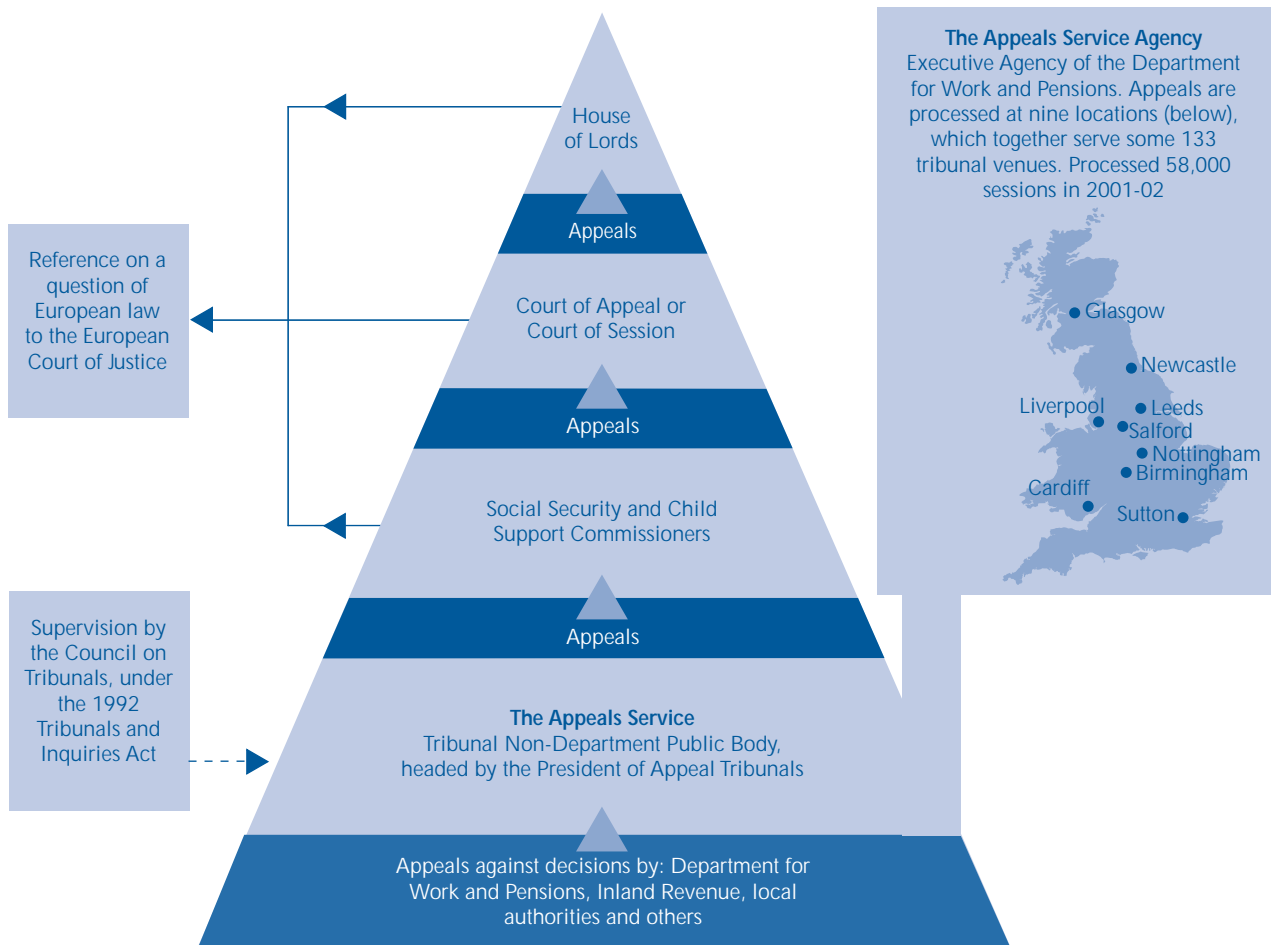 House
of Lords
Appeals
Court of Appeal or
Court of Session
Appeals
Social Security and Child
Support Commissioners
Appeals
The Appeals Service
Tribunal Non-Department Public Body,
headed by the President of Appeal Tribunals
Appeals against decisions by: Department for
Work and Pensions, Inland Revenue, local
authorities and others
Reference on a
question of
European law
to the European
Court of Justice
Supervision by
the Council on
Tribunals, under
the 1992
Tribunals and
Inquiries Act
The Appeals Service Agency
Executive Agency of the Department
for Work and Pensions. Appeals are
processed at nine locations (below),
which together serve some 133
tribunal venues. Processed 58,000
sessions in 2001-02
Glasgow
Newcastle
Liverpool
Leeds
Salford
Nottingham
Birmingham
Cardiff
Sutton